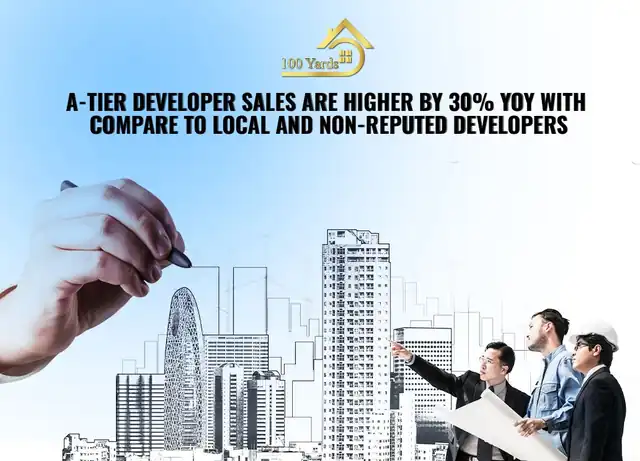 100 Yards
A-TIER DEVELOPER SALES ARE HIGHER BY 30% YOY WITH
COMPARE TO LOCAL AND NON-REPUTED DEVELOPERS